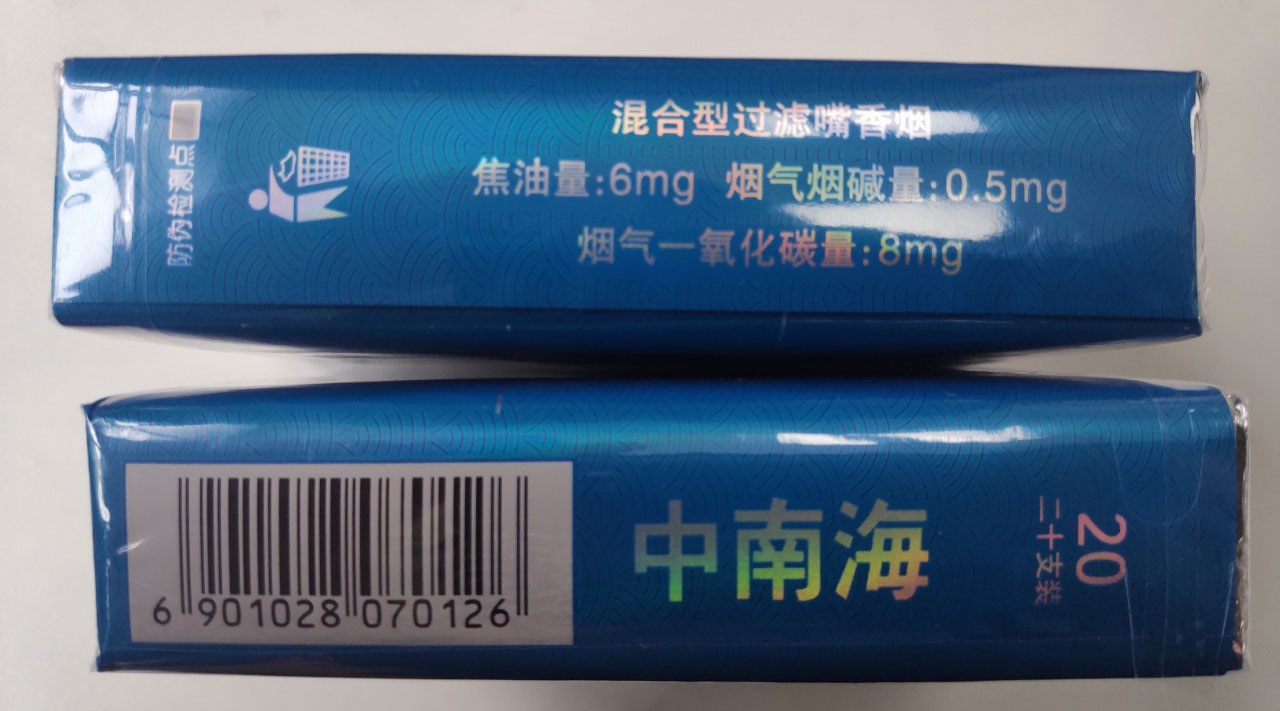 防伪检测点
混合型过滤嘴香烟
焦油量:6mg 烟气烟碱量:0.5mg
烟气一氧化碳量:8mg
6 901028 070126
中南海
20
二十支装